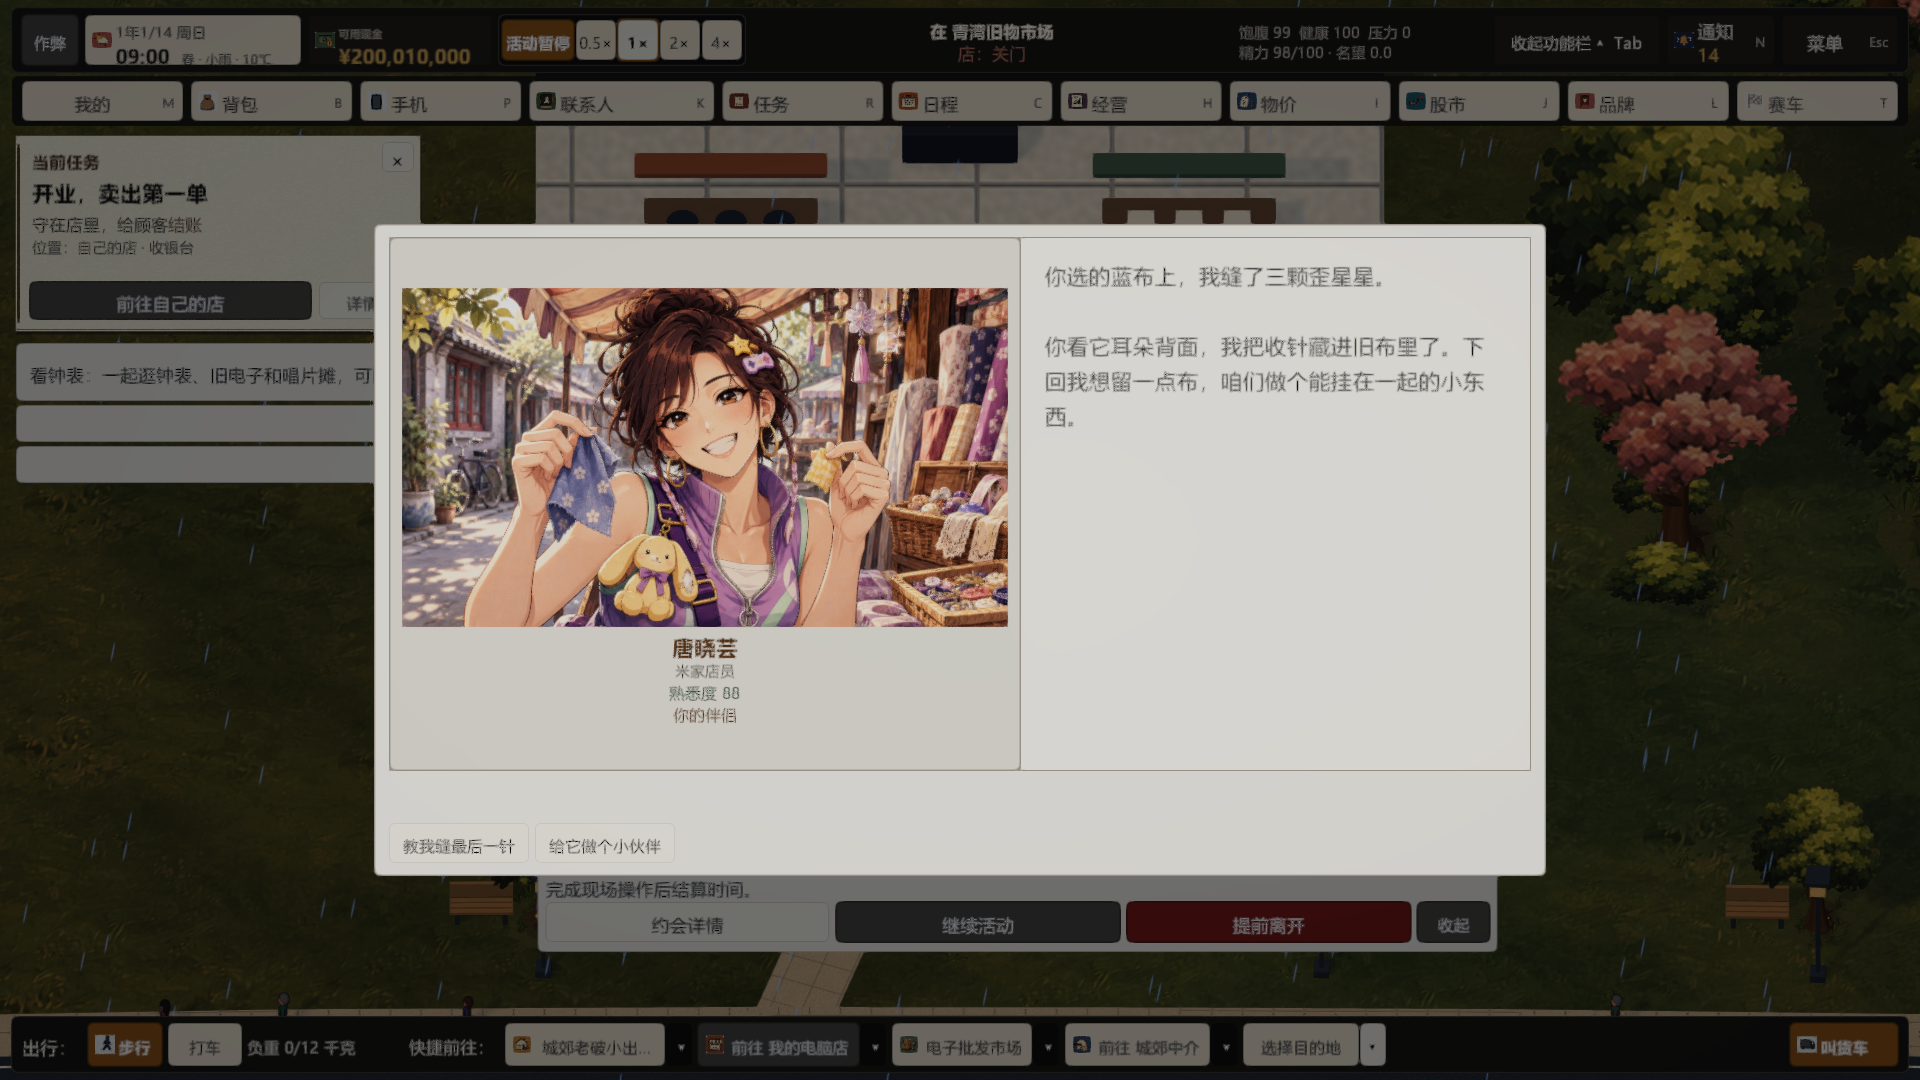 作弊
1年1/14 周日
09:00 春·小雨·10℃
可用现金
¥200,010,000
活动暂停
0.5×
1×
2×
4×
在 青湾旧物市场
店：关门
饱腹 99 健康 100 压力 0
精力 98/100 · 名望 0.0
收起功能栏 ▴ Tab
通知
14
N
菜单
Esc
我的 M
背包 B
手机 P
联系人 K
任务 R
日程 C
经营 H
物价 I
股市 J
品牌 L
赛车 T
当前任务
×
开业，卖出第一单
守在店里，给顾客结账
位置：自己的店 · 收银台
前往自己的店
详情
看钟表：一起逛钟表、旧电子和唱片摊，可
你选的蓝布上，我缝了三颗歪星星。
你看它耳朵背面，我把收针藏进旧布里了。下
回我想留一点布，咱们做个能挂在一起的小东
西。
唐晓芸
米家店员
熟悉度 88
你的伴侣
教我缝最后一针
给它做个小伙伴
完成现场操作后结算时间。
约会详情
继续活动
提前离开
收起
出行：
步行
打车
负重 0/12 千克
快捷前往：
城郊老破小出...
前往 我的电脑店
电子批发市场
前往 城郊中介
选择目的地
叫货车